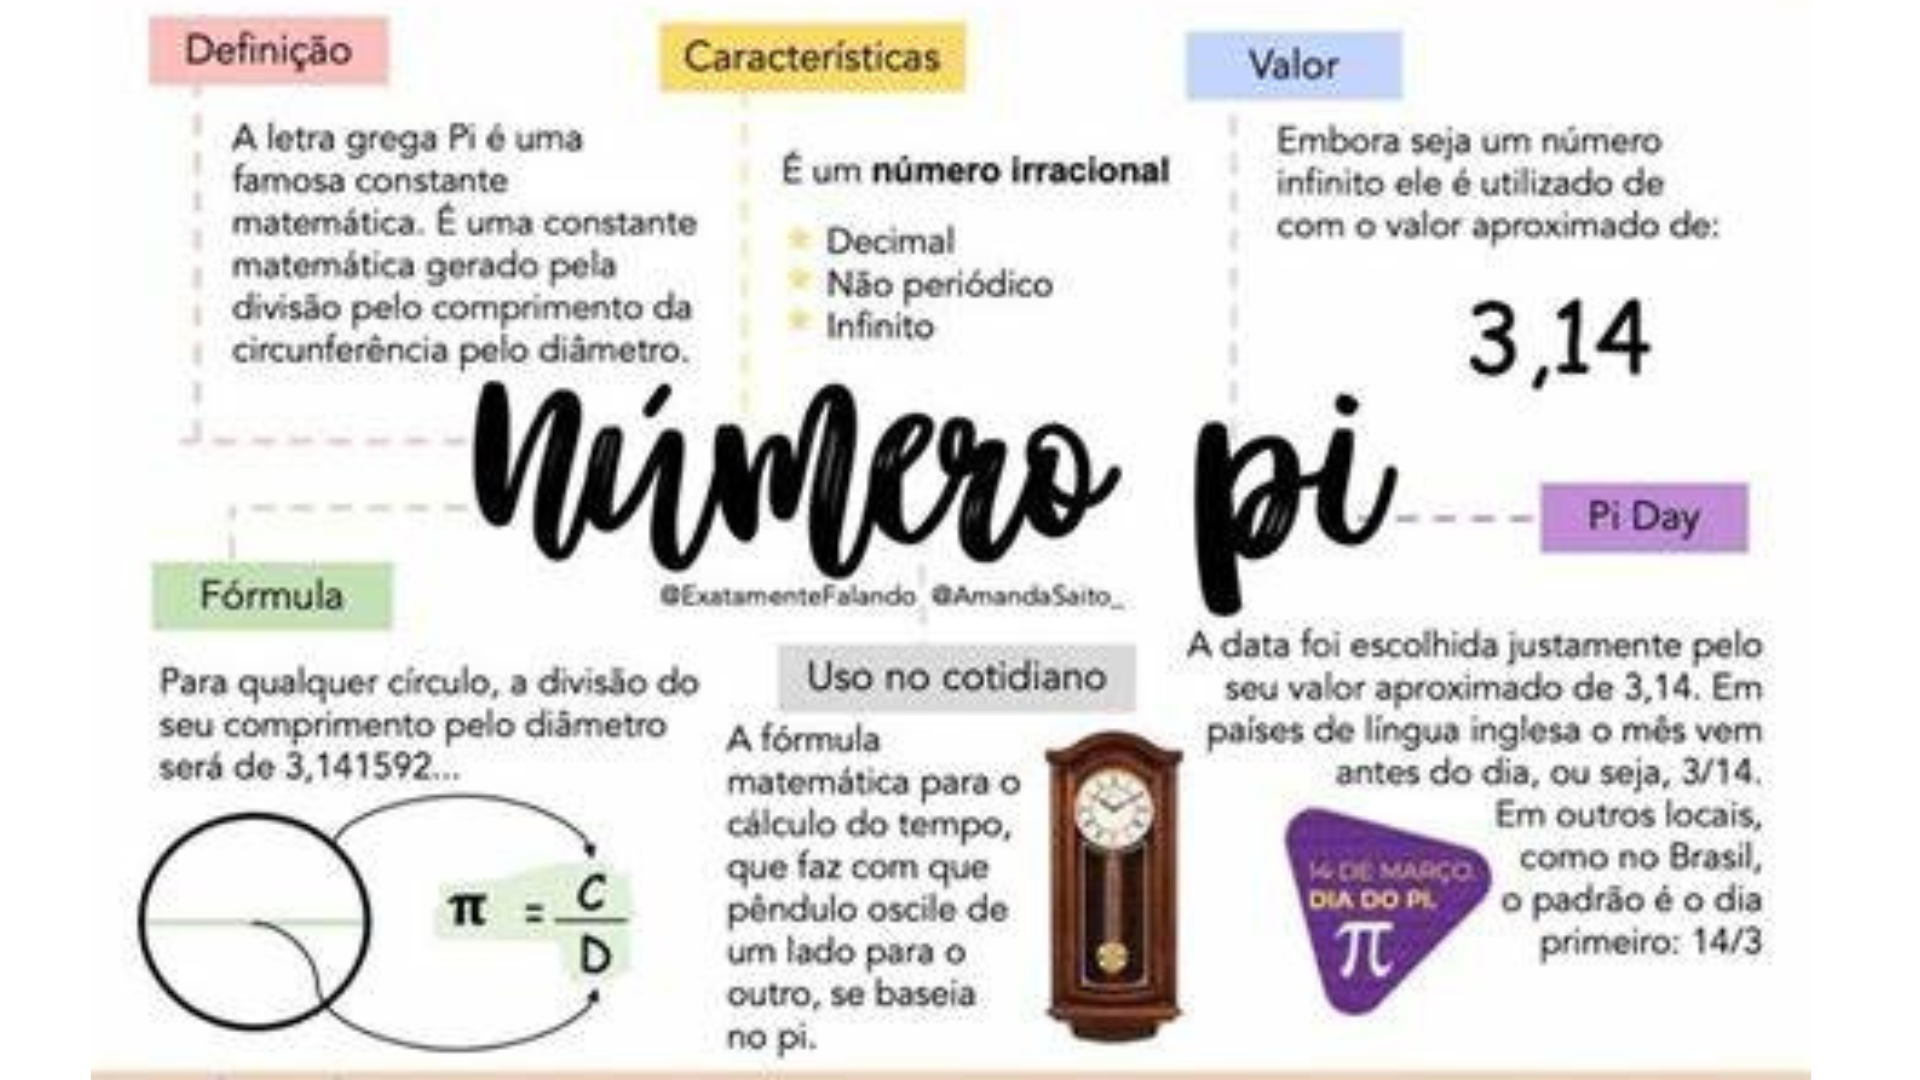 Definição
A letra grega Pi é uma
famosa constante
matemática. É uma constante
matemática gerado pela
divisão pelo comprimento da
circunferência pelo diâmetro.
Características
É um número irracional
Decimal
Não periódico
Infinito
Valor
Embora seja um número
infinito ele é utilizado de
com o valor aproximado de:
3,14
número pi
@ExatamenteFalando @AmandaSaito_
Pi Day
A data foi escolhida justamente pelo
seu valor aproximado de 3,14. Em
países de língua inglesa o mês vem
antes do dia, ou seja, 3/14.
Em outros locais,
como no Brasil,
o padrão é o dia
primeiro: 14/3
14 DE MARÇO.
DIA DO PI.
π
Fórmula
Para qualquer círculo, a divisão do
seu comprimento pelo diâmetro
será de 3,141592...
π = C
D
Uso no cotidiano
A fórmula
matemática para o
cálculo do tempo,
que faz com que
pêndulo oscile de
um lado para o
outro, se baseia
no pi.